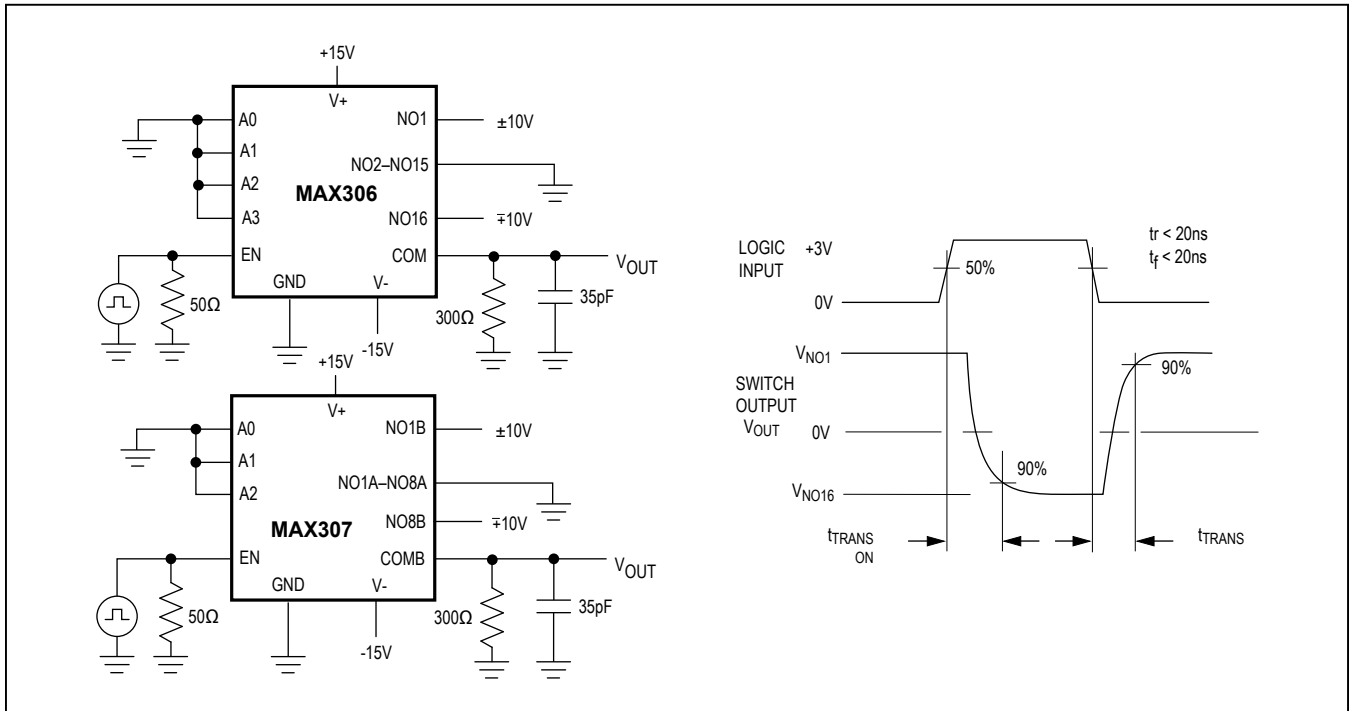 +15V
V+
A0
A1
A2
A3
EN
MAX306
NO1
±10V
NO2–NO15
NO16
∓10V
COM
VOUT
GND
V-
50Ω
-15V
300Ω
35pF
+15V
V+
A0
A1
A2
EN
MAX307
NO1B
±10V
NO1A–NO8A
NO8B
∓10V
COMB
VOUT
GND
V-
50Ω
-15V
300Ω
35pF
LOGIC
INPUT
+3V
50%
0V
tr < 20ns
tf < 20ns
VNO1
90%
SWITCH
OUTPUT
VOUT
0V
90%
VNO16
tTRANS
ON
tTRANS